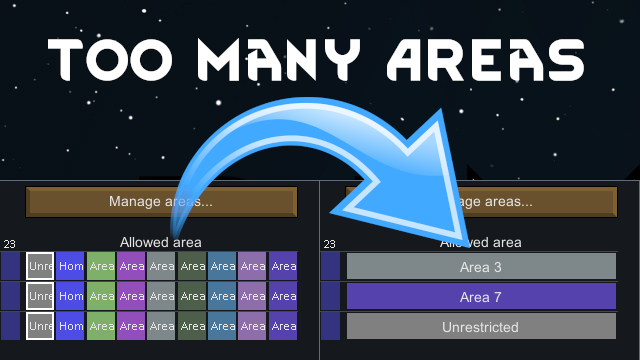 TOO MANY AREAS
Manage areas...
23
Allowed area
Unre Hom Area Area Area Area Area Area Area
Unre Hom Area Area Area Area Area Area Area
Unre Hom Area Area Area Area Area Area Area
age areas...
23
Allowed area
Area 3
Area 7
Unrestricted